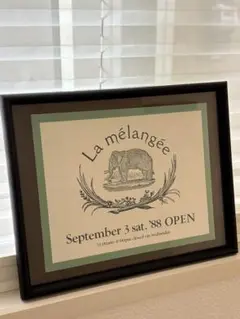 La mélangée
September 3 sat. '88 OPEN